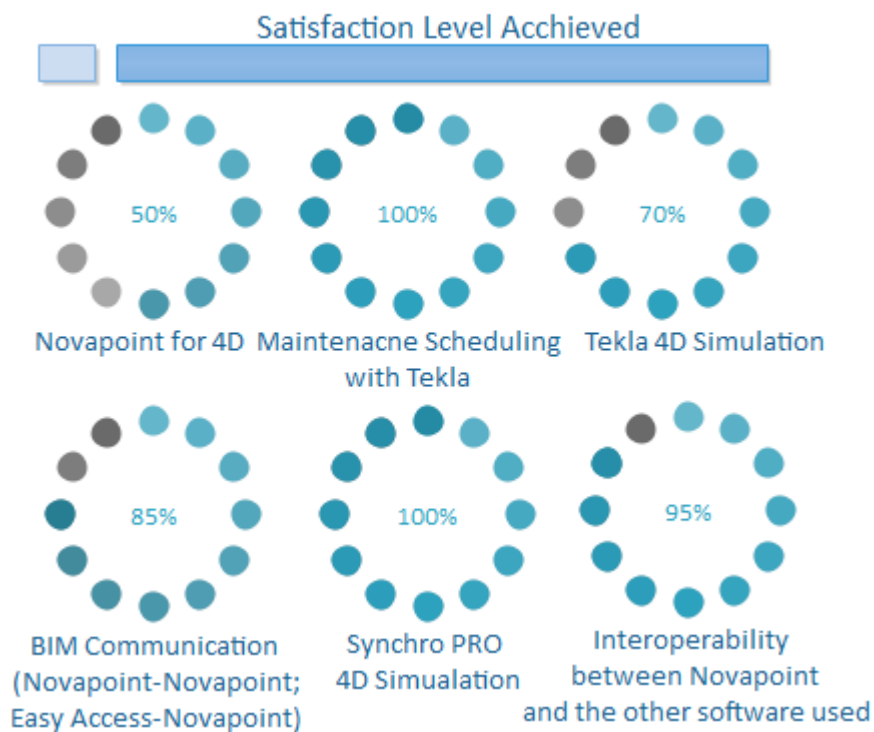 Satisfaction Level Acchieved
50%
100%
70%
Novapoint for 4D
Maintenacne Scheduling
with Tekla
Tekla 4D Simulation
85%
100%
95%
BIM Communication
(Novapoint-Novapoint;
Easy Access-Novapoint)
Synchro PRO
4D Simualation
Interoperability
between Novapoint
and the other software used